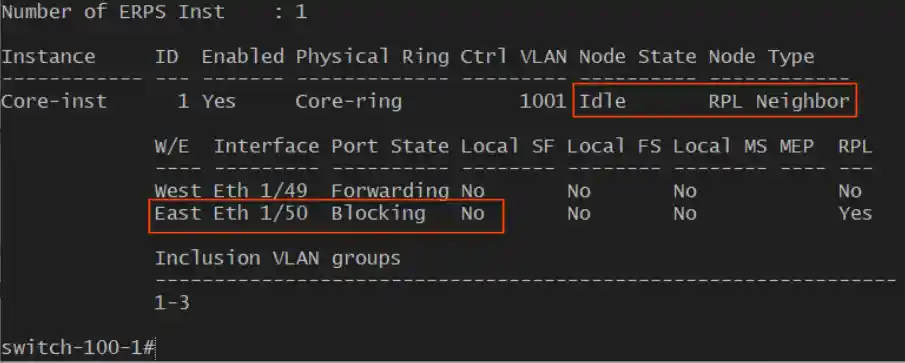 Number of ERPS Inst    : 1
Instance     ID  Enabled Physical Ring Ctrl VLAN Node State Node Type
------------ --- ------- ------------- --------- ---------- ------------
Core-inst      1 Yes     Core-ring          1001 Idle       RPL Neighbor
W/E  Interface Port State Local SF Local FS Local MS MEP  RPL
---- --------- ---------- -------- -------- -------- ---- ---
West Eth 1/49  Forwarding No       No       No            No
East Eth 1/50  Blocking   No       No       No            Yes
Inclusion VLAN groups
--------------------------------------------------------------
1-3
switch-100-1#